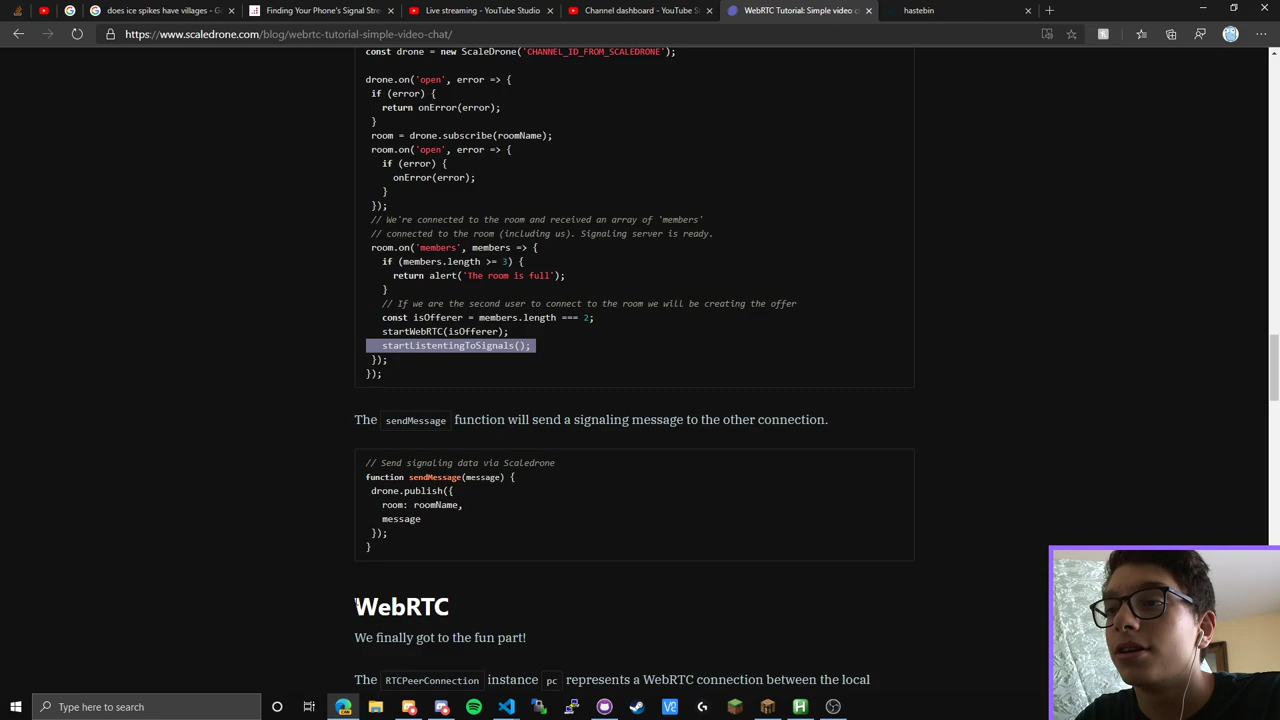 does ice spikes have villages - Go
Finding Your Phone's Signal Stre
Live streaming - YouTube Studio
Channel dashboard - YouTube St
WebRTC Tutorial: Simple video ch
hastebin
https://www.scaledrone.com/blog/webrtc-tutorial-simple-video-chat/
const drone = new ScaleDrone('CHANNEL_ID_FROM_SCALEDRONE');
drone.on('open', error => {
if (error) {
return onError(error);
}
room = drone.subscribe(roomName);
room.on('open', error => {
if (error) {
onError(error);
}
});
// We're connected to the room and received an array of 'members'
// connected to the room (including us). Signaling server is ready.
room.on('members', members => {
if (members.length >= 3) {
return alert('The room is full');
}
// If we are the second user to connect to the room we will be creating the offer
const isOfferer = members.length === 2;
startWebRTC(isOfferer);
startListentingToSignals();
});
});
The sendMessage function will send a signaling message to the other connection.
// Send signaling data via Scaledrone
function sendMessage(message) {
drone.publish({
room: roomName,
message
});
}
WebRTC
We finally got to the fun part!
The RTCPeerConnection instance pc represents a WebRTC connection between the local
Type here to search